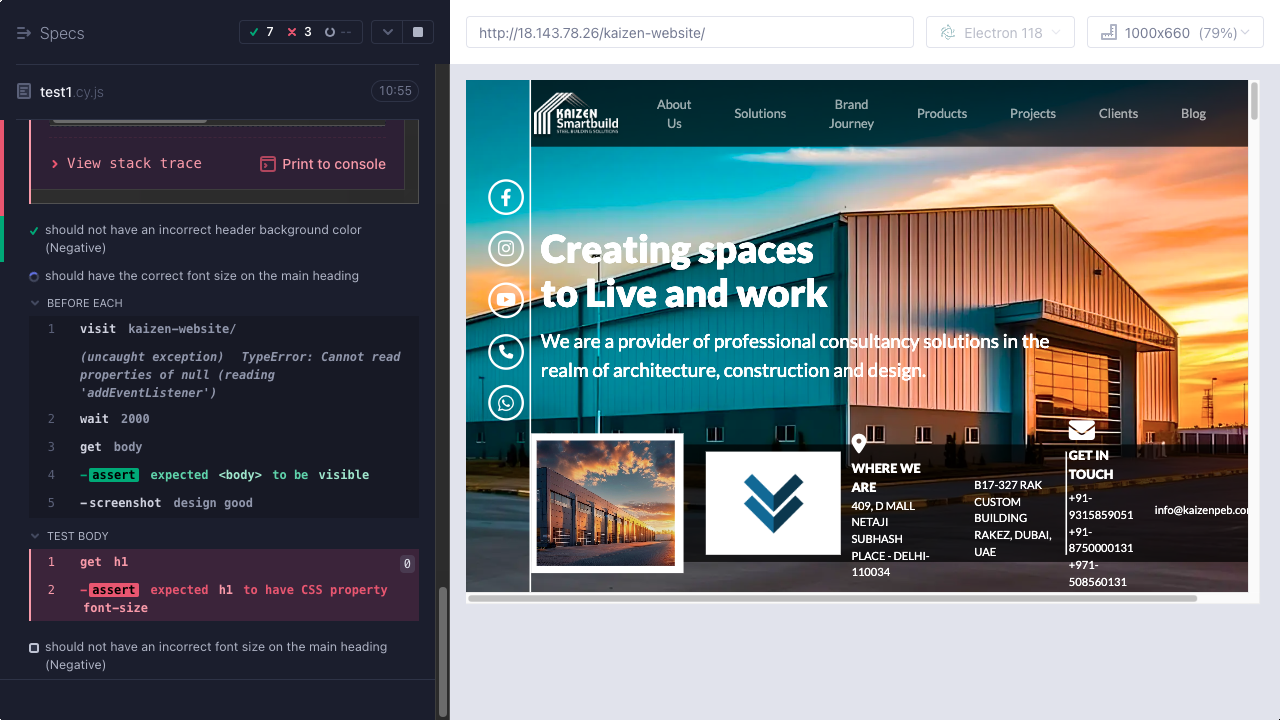 Specs
7
3
--
test1.cy.js
10:55
View stack trace
Print to console
should not have an incorrect header background color
(Negative)
should have the correct font size on the main heading
BEFORE EACH
1 visit kaizen-website/
(uncaught exception) TypeError: Cannot read
properties of null (reading
'addEventListener')
2 wait 2000
3 get body
4 -assert expected <body> to be visible
5 -screenshot design good
TEST BODY
1 get h1 0
2 -assert expected h1 to have CSS property
font-size
should not have an incorrect font size on the main heading
(Negative)
http://18.143.78.26/kaizen-website/
Electron 118
1000x660 (79%)
KAIZEN
Smartbuild
STEEL BUILDING & SOLUTIONS
About
Us
Solutions
Brand
Journey
Products
Projects
Clients
Blog
Creating spaces
to Live and work
We are a provider of professional consultancy solutions in the
realm of architecture, construction and design.
WHERE WE
ARE
409, D MALL
NETAJI
SUBHASH
PLACE - DELHI-
110034
B17-327 RAK
CUSTOM
BUILDING
RAKEZ, DUBAI,
UAE
GET IN
TOUCH
+91-
9315859051
+91-
8750000131
+971-
508560131
info@kaizenpeb.com